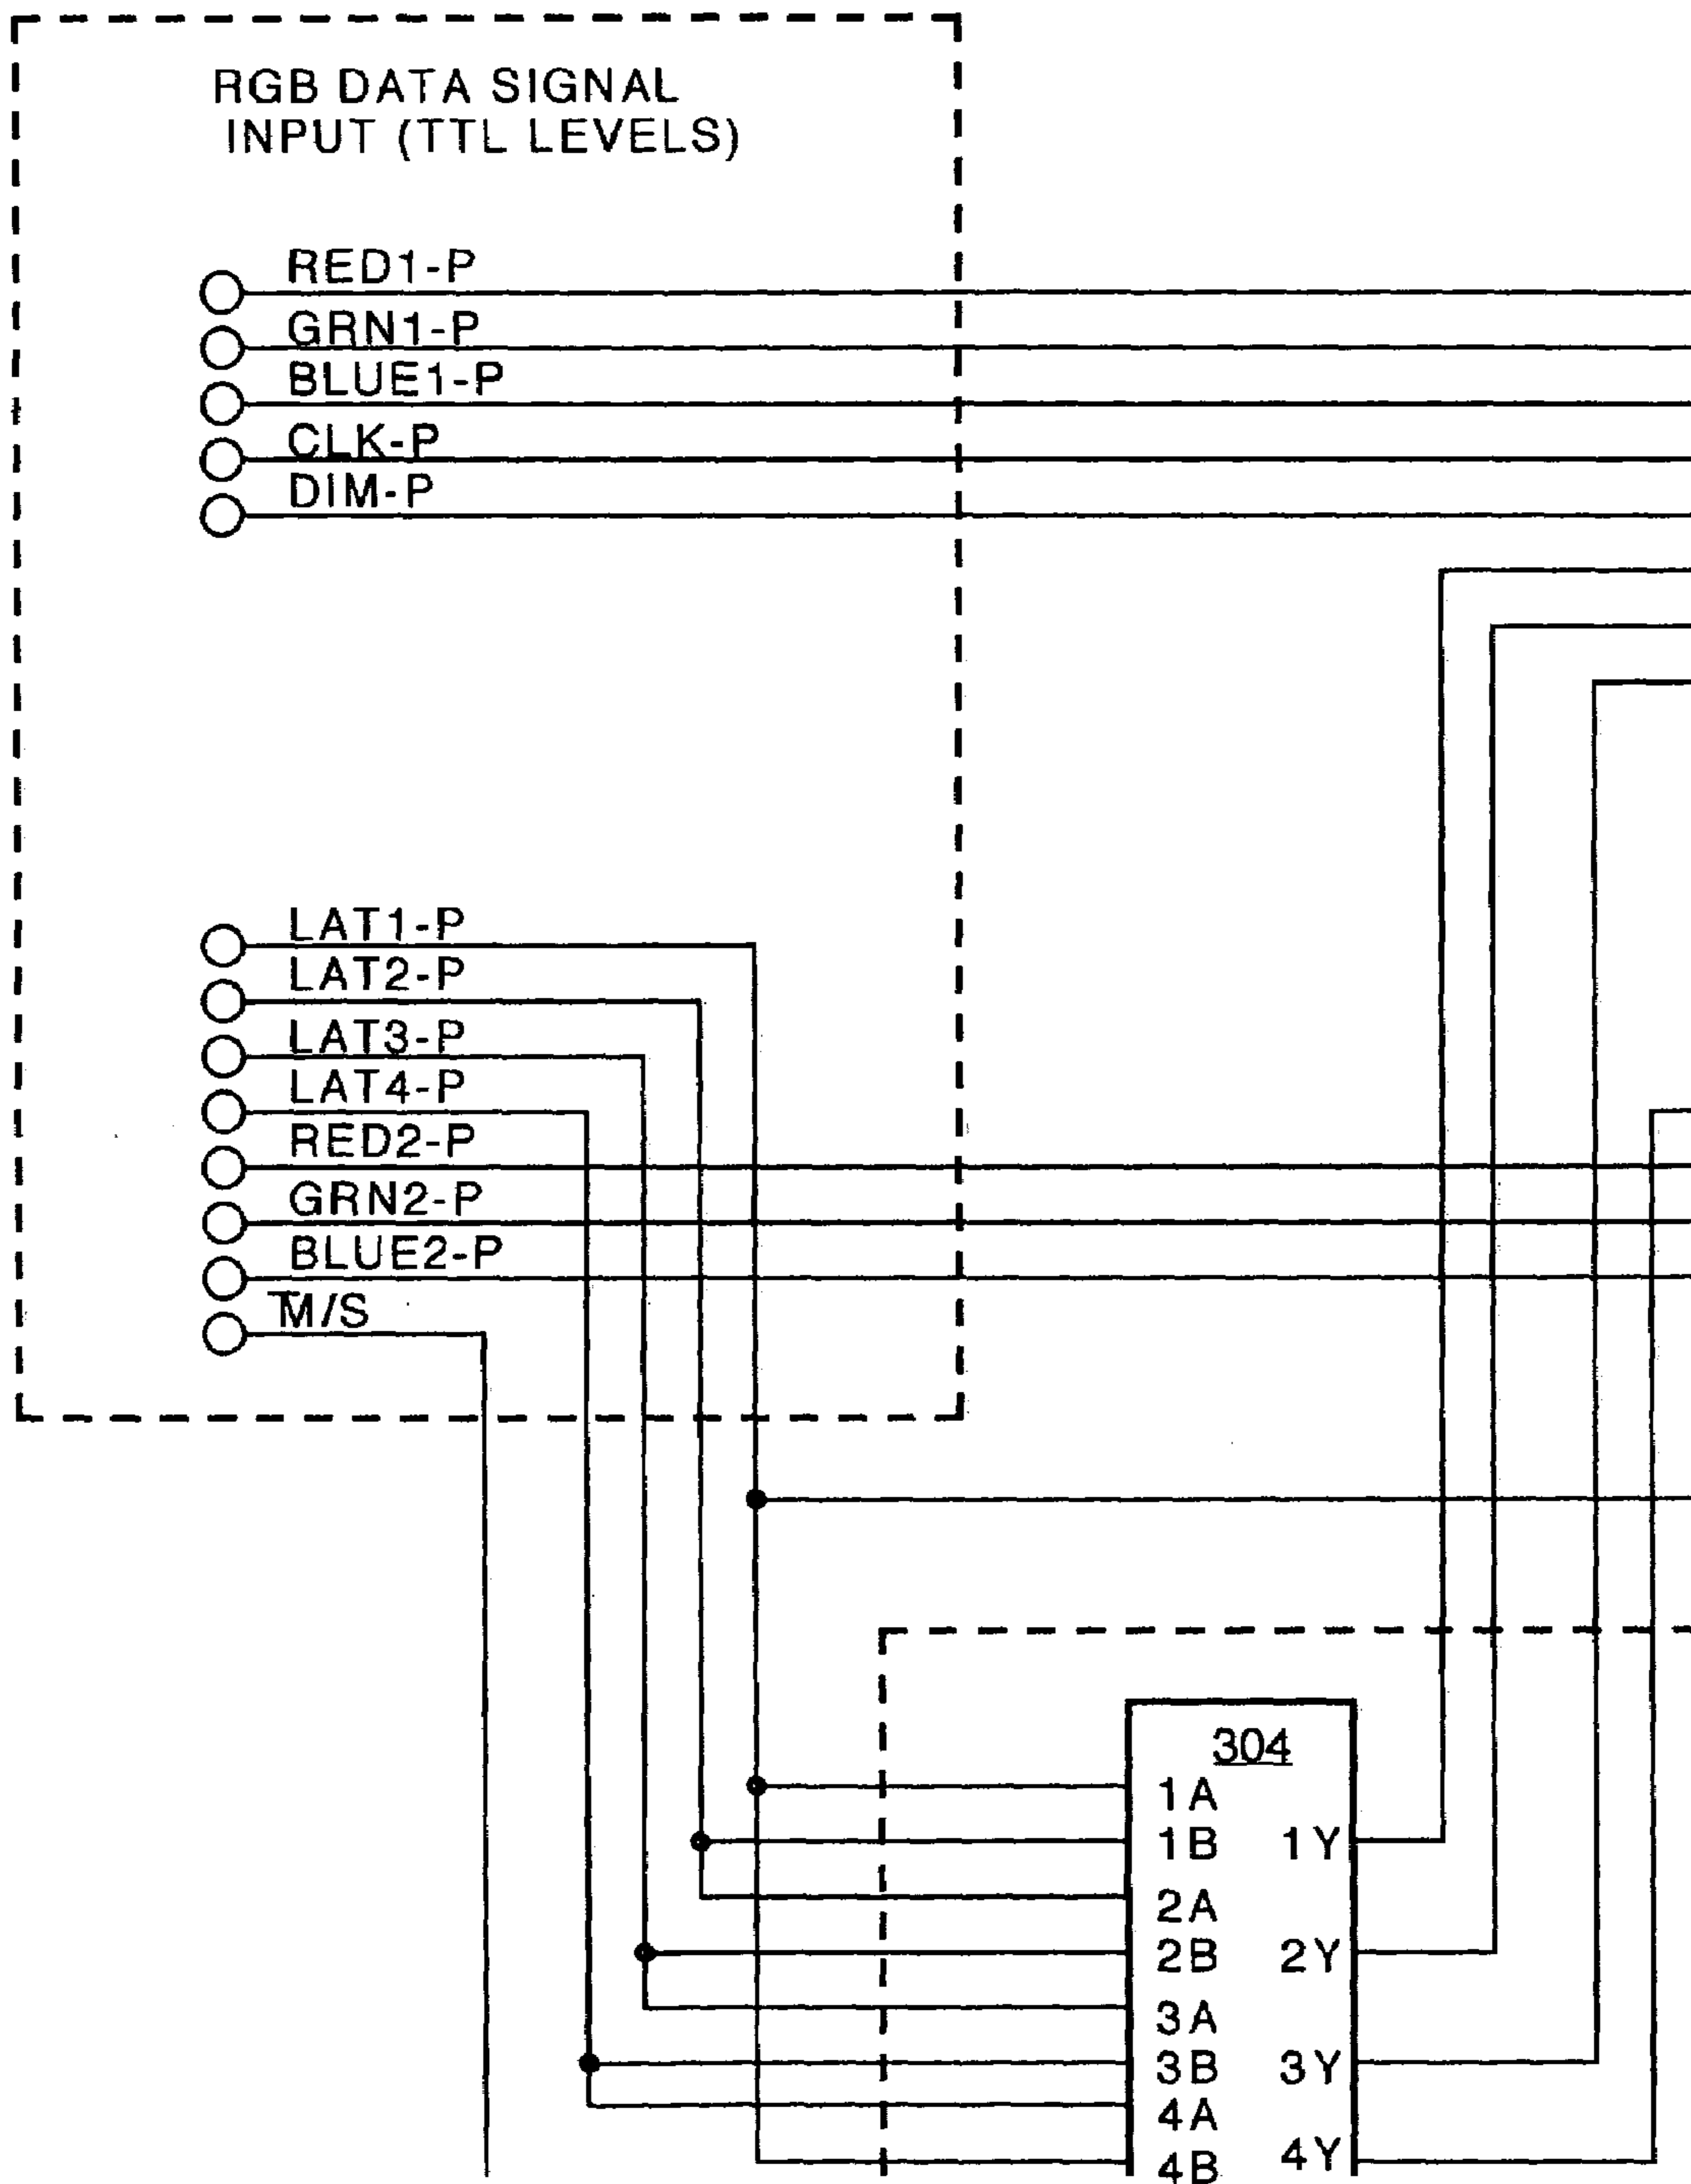 RGB DATA SIGNAL
INPUT (TTL LEVELS)
RED1-P
GRN1-P
BLUE1-P
CLK-P
DIM-P
LAT1-P
LAT2-P
LAT3-P
LAT4-P
RED2-P
GRN2-P
BLUE2-P
M/S
304
1A
1B 1Y
2A
2B 2Y
3A
3B 3Y
4A
4B 4Y